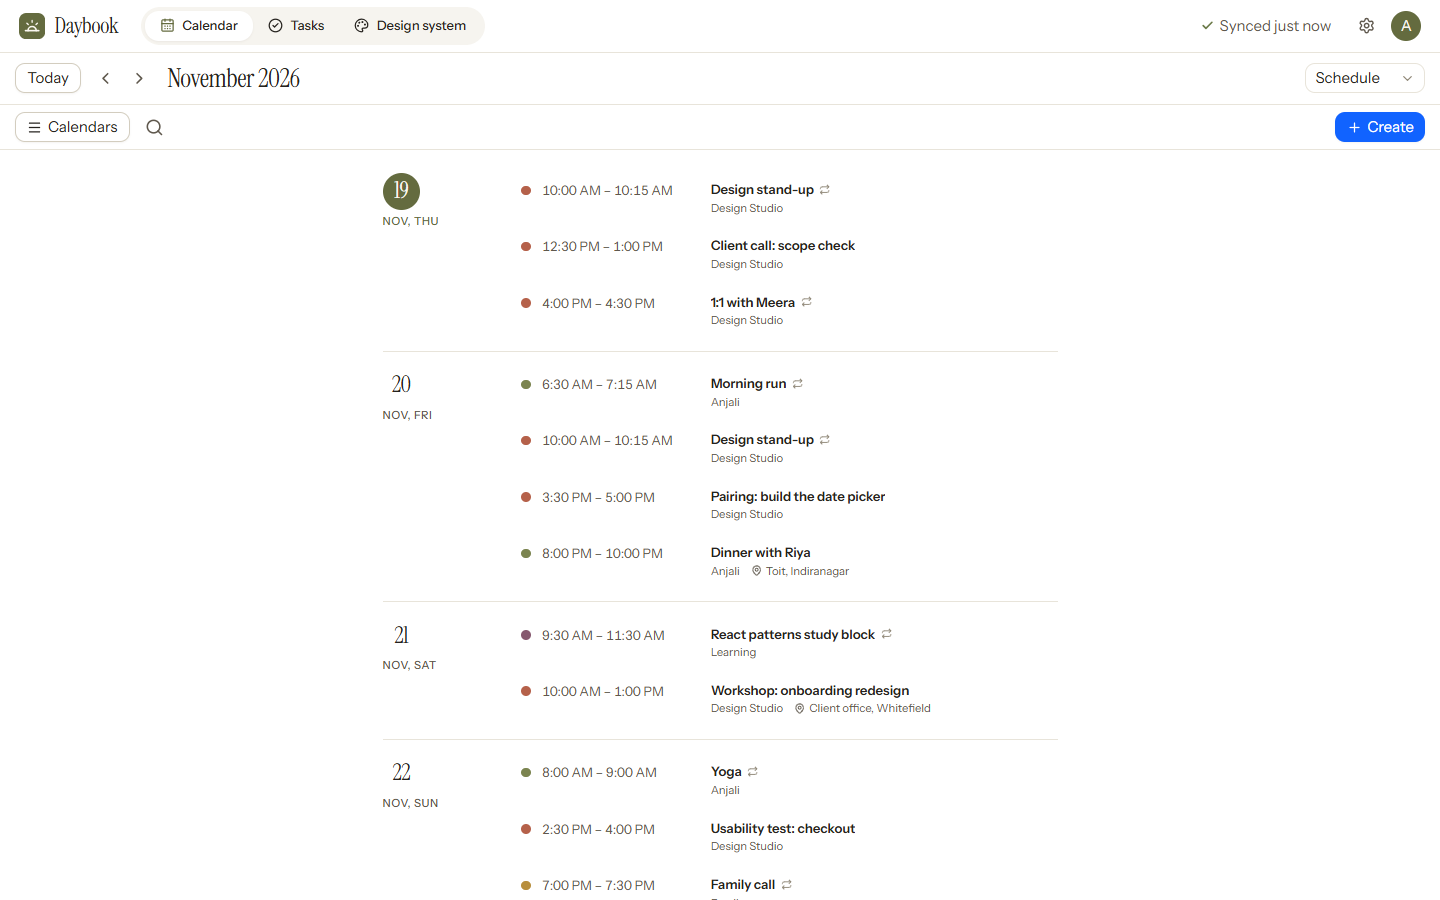 Daybook
Calendar
Tasks
Design system
Synced just now
A
Today
November 2026
Schedule
Calendars
Create
19
NOV, THU
10:00 AM – 10:15 AM
Design stand-up
Design Studio
12:30 PM – 1:00 PM
Client call: scope check
Design Studio
4:00 PM – 4:30 PM
1:1 with Meera
Design Studio
20
NOV, FRI
6:30 AM – 7:15 AM
Morning run
Anjali
10:00 AM – 10:15 AM
Design stand-up
Design Studio
3:30 PM – 5:00 PM
Pairing: build the date picker
Design Studio
8:00 PM – 10:00 PM
Dinner with Riya
Anjali Toit, Indiranagar
21
NOV, SAT
9:30 AM – 11:30 AM
React patterns study block
Learning
10:00 AM – 1:00 PM
Workshop: onboarding redesign
Design Studio Client office, Whitefield
22
NOV, SUN
8:00 AM – 9:00 AM
Yoga
Anjali
2:30 PM – 4:00 PM
Usability test: checkout
Design Studio
7:00 PM – 7:30 PM
Family call